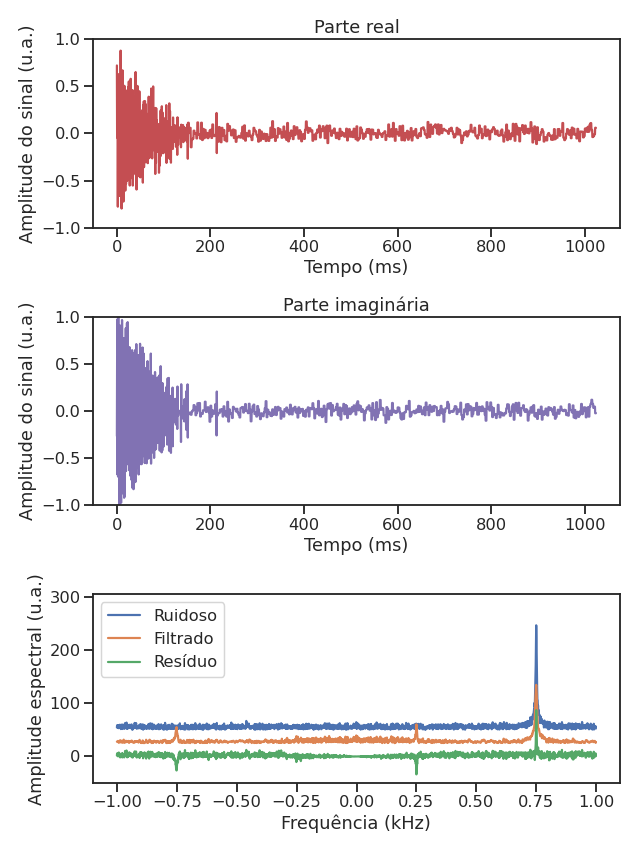 Parte real
Amplitude do sinal (u.a.)
1.0
0.5
0.0
−0.5
−1.0
0 200 400 600 800 1000
Tempo (ms)
Parte imaginária
Amplitude do sinal (u.a.)
1.0
0.5
0.0
−0.5
−1.0
0 200 400 600 800 1000
Tempo (ms)
Amplitude espectral (u.a.)
300
200
100
0
Ruidoso
Filtrado
Resíduo
−1.00 −0.75 −0.50 −0.25 0.00 0.25 0.50 0.75 1.00
Frequência (kHz)